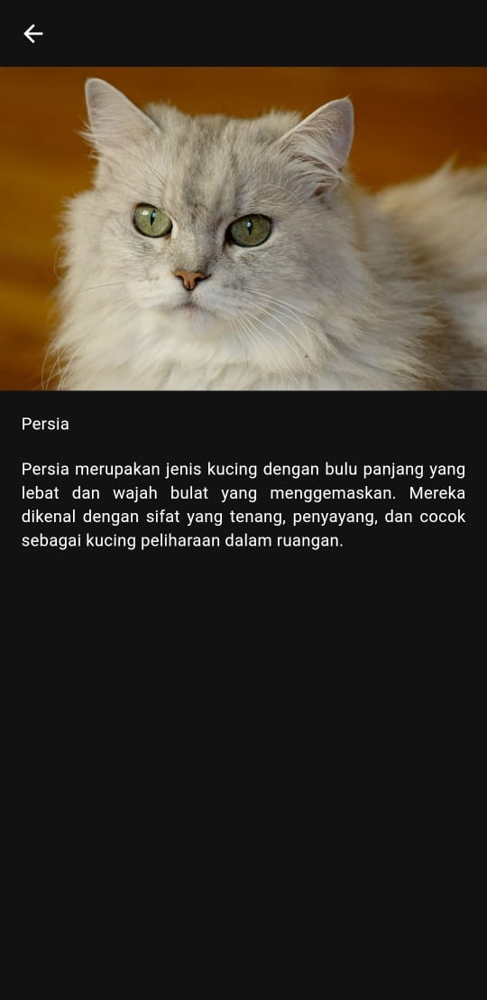 Persia
Persia merupakan jenis kucing dengan bulu panjang yang
lebat dan wajah bulat yang menggemaskan. Mereka
dikenal dengan sifat yang tenang, penyayang, dan cocok
sebagai kucing peliharaan dalam ruangan.